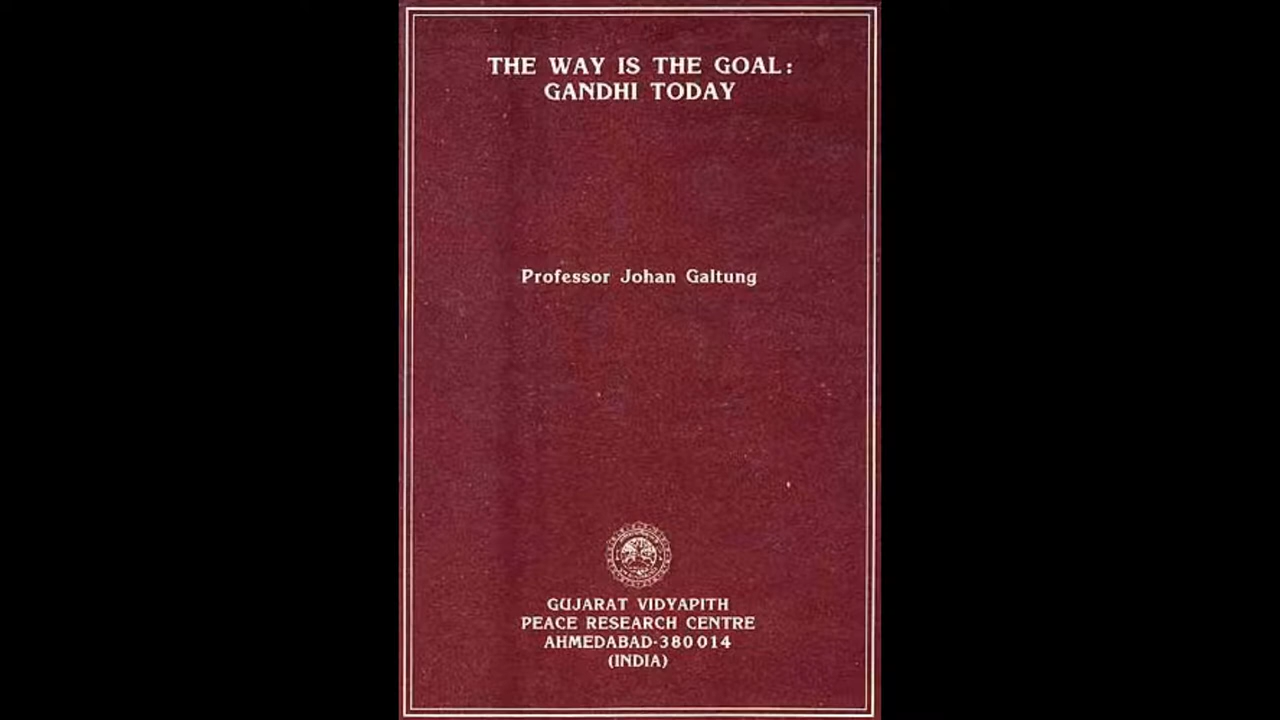 THE WAY IS THE GOAL:
GANDHI TODAY
Professor Johan Galtung
GUJARAT VIDYAPITH
PEACE RESEARCH CENTRE
AHMEDABAD-380014
(INDIA)